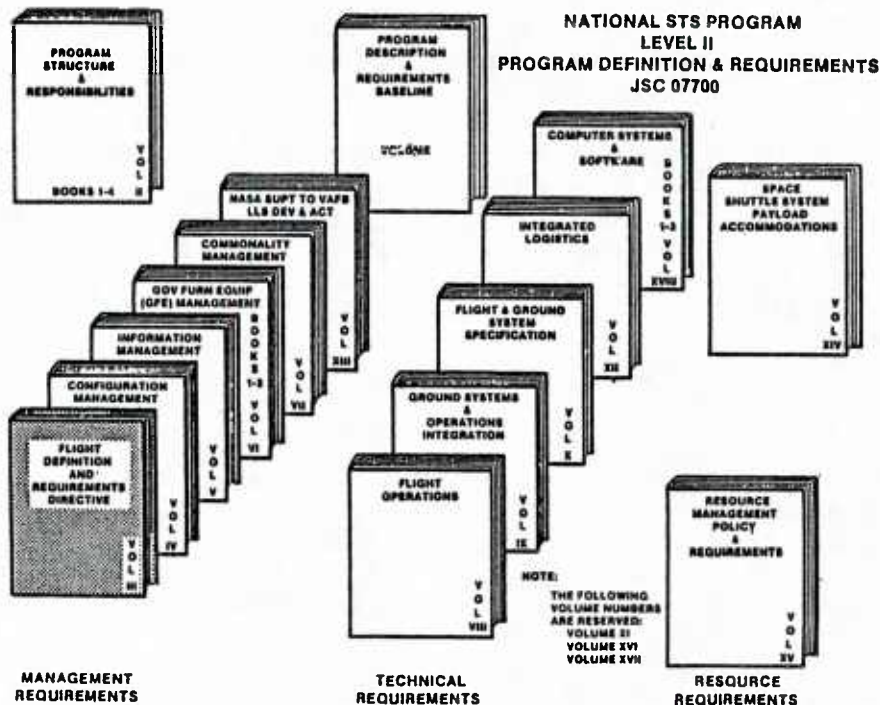 NATIONAL STS PROGRAM
LEVEL II
PROGRAM DEFINITION & REQUIREMENTS
JSC 07700
PROGRAM
STRUCTURE
&
RESPONSIBILITIES
BOOKS 1-4
VOL II
PROGRAM
DESCRIPTION
&
REQUIREMENTS
BASELINE
NASA SUPT TO VAFB
LLS DEV & ACT
VOL XIII
COMMONALITY
MANAGEMENT
VOL VII
GOV FURN EQUIP
(GFE) MANAGEMENT
BOOKS 1-3 VOL VI
INFORMATION
MANAGEMENT
VOL V
CONFIGURATION
MANAGEMENT
VOL IV
FLIGHT
DEFINITION
AND
REQUIREMENTS
DIRECTIVE
VOL III
COMPUTER SYSTEMS
&
SOFTWARE
BOOKS 1-3 VOL XVIII
INTEGRATED
LOGISTICS
VOL XII
FLIGHT & GROUND
SYSTEM
SPECIFICATION
VOL X
GROUND SYSTEMS
&
OPERATIONS
INTEGRATION
VOL IX
FLIGHT
OPERATIONS
VOL VIII
SPACE
SHUTTLE SYSTEM
PAYLOAD
ACCOMMODATIONS
VOL XIV
NOTE:
THE FOLLOWING
VOLUME NUMBERS
ARE RESERVED:
VOLUME XI
VOLUME XVI
VOLUME XVII
RESOURCE
MANAGEMENT
POLICY
&
REQUIREMENTS
VOL XV
MANAGEMENT
REQUIREMENTS
TECHNICAL
REQUIREMENTS
RESOURCE
REQUIREMENTS